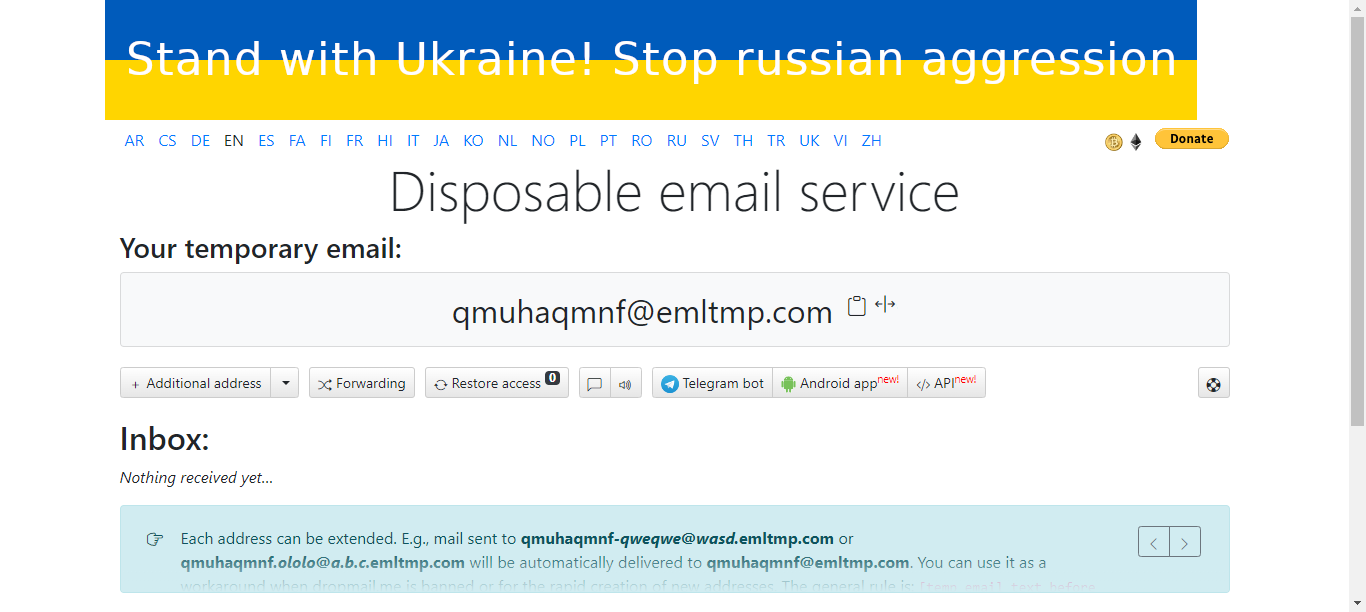 Stand with Ukraine! Stop russian aggression
AR CS DE EN ES FA FI FR HI IT JA KO NL NO PL PT RO RU SV TH TR UK VI ZH Donate
Disposable email service
Your temporary email:
qmuhaqmnf@emltmp.com
+ Additional address Forwarding Restore access 0 Telegram bot Android app new! </> API new!
Inbox:
Nothing received yet...
Each address can be extended. E.g., mail sent to qmuhaqmnf-qweqwe@wasd.emltmp.com or
qmuhaqmnf.ololo@a.b.c.emltmp.com will be automatically delivered to qmuhaqmnf@emltmp.com. You can use it as a
workaround when dropmail.me is banned or for the rapid creation of new addresses. The general rule is: [temp email text before